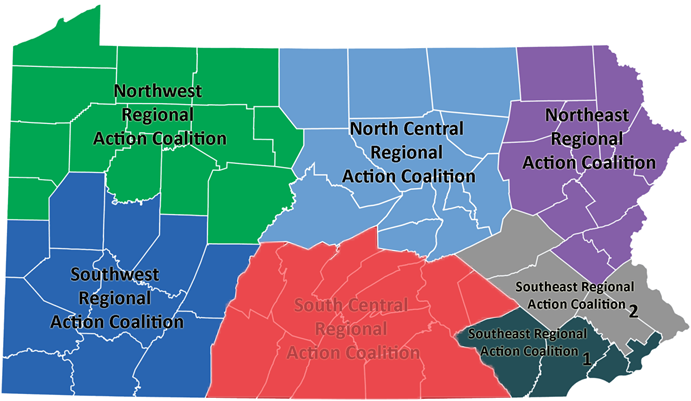 Northwest
Regional
Action Coalition
North Central
Regional
Action Coalition
Northeast
Regional
Action Coalition
Southwest
Regional
Action Coalition
South Central
Regional
Action Coalition
Southeast Regional
Action Coalition 2
Southeast Regional
Action Coalition 1